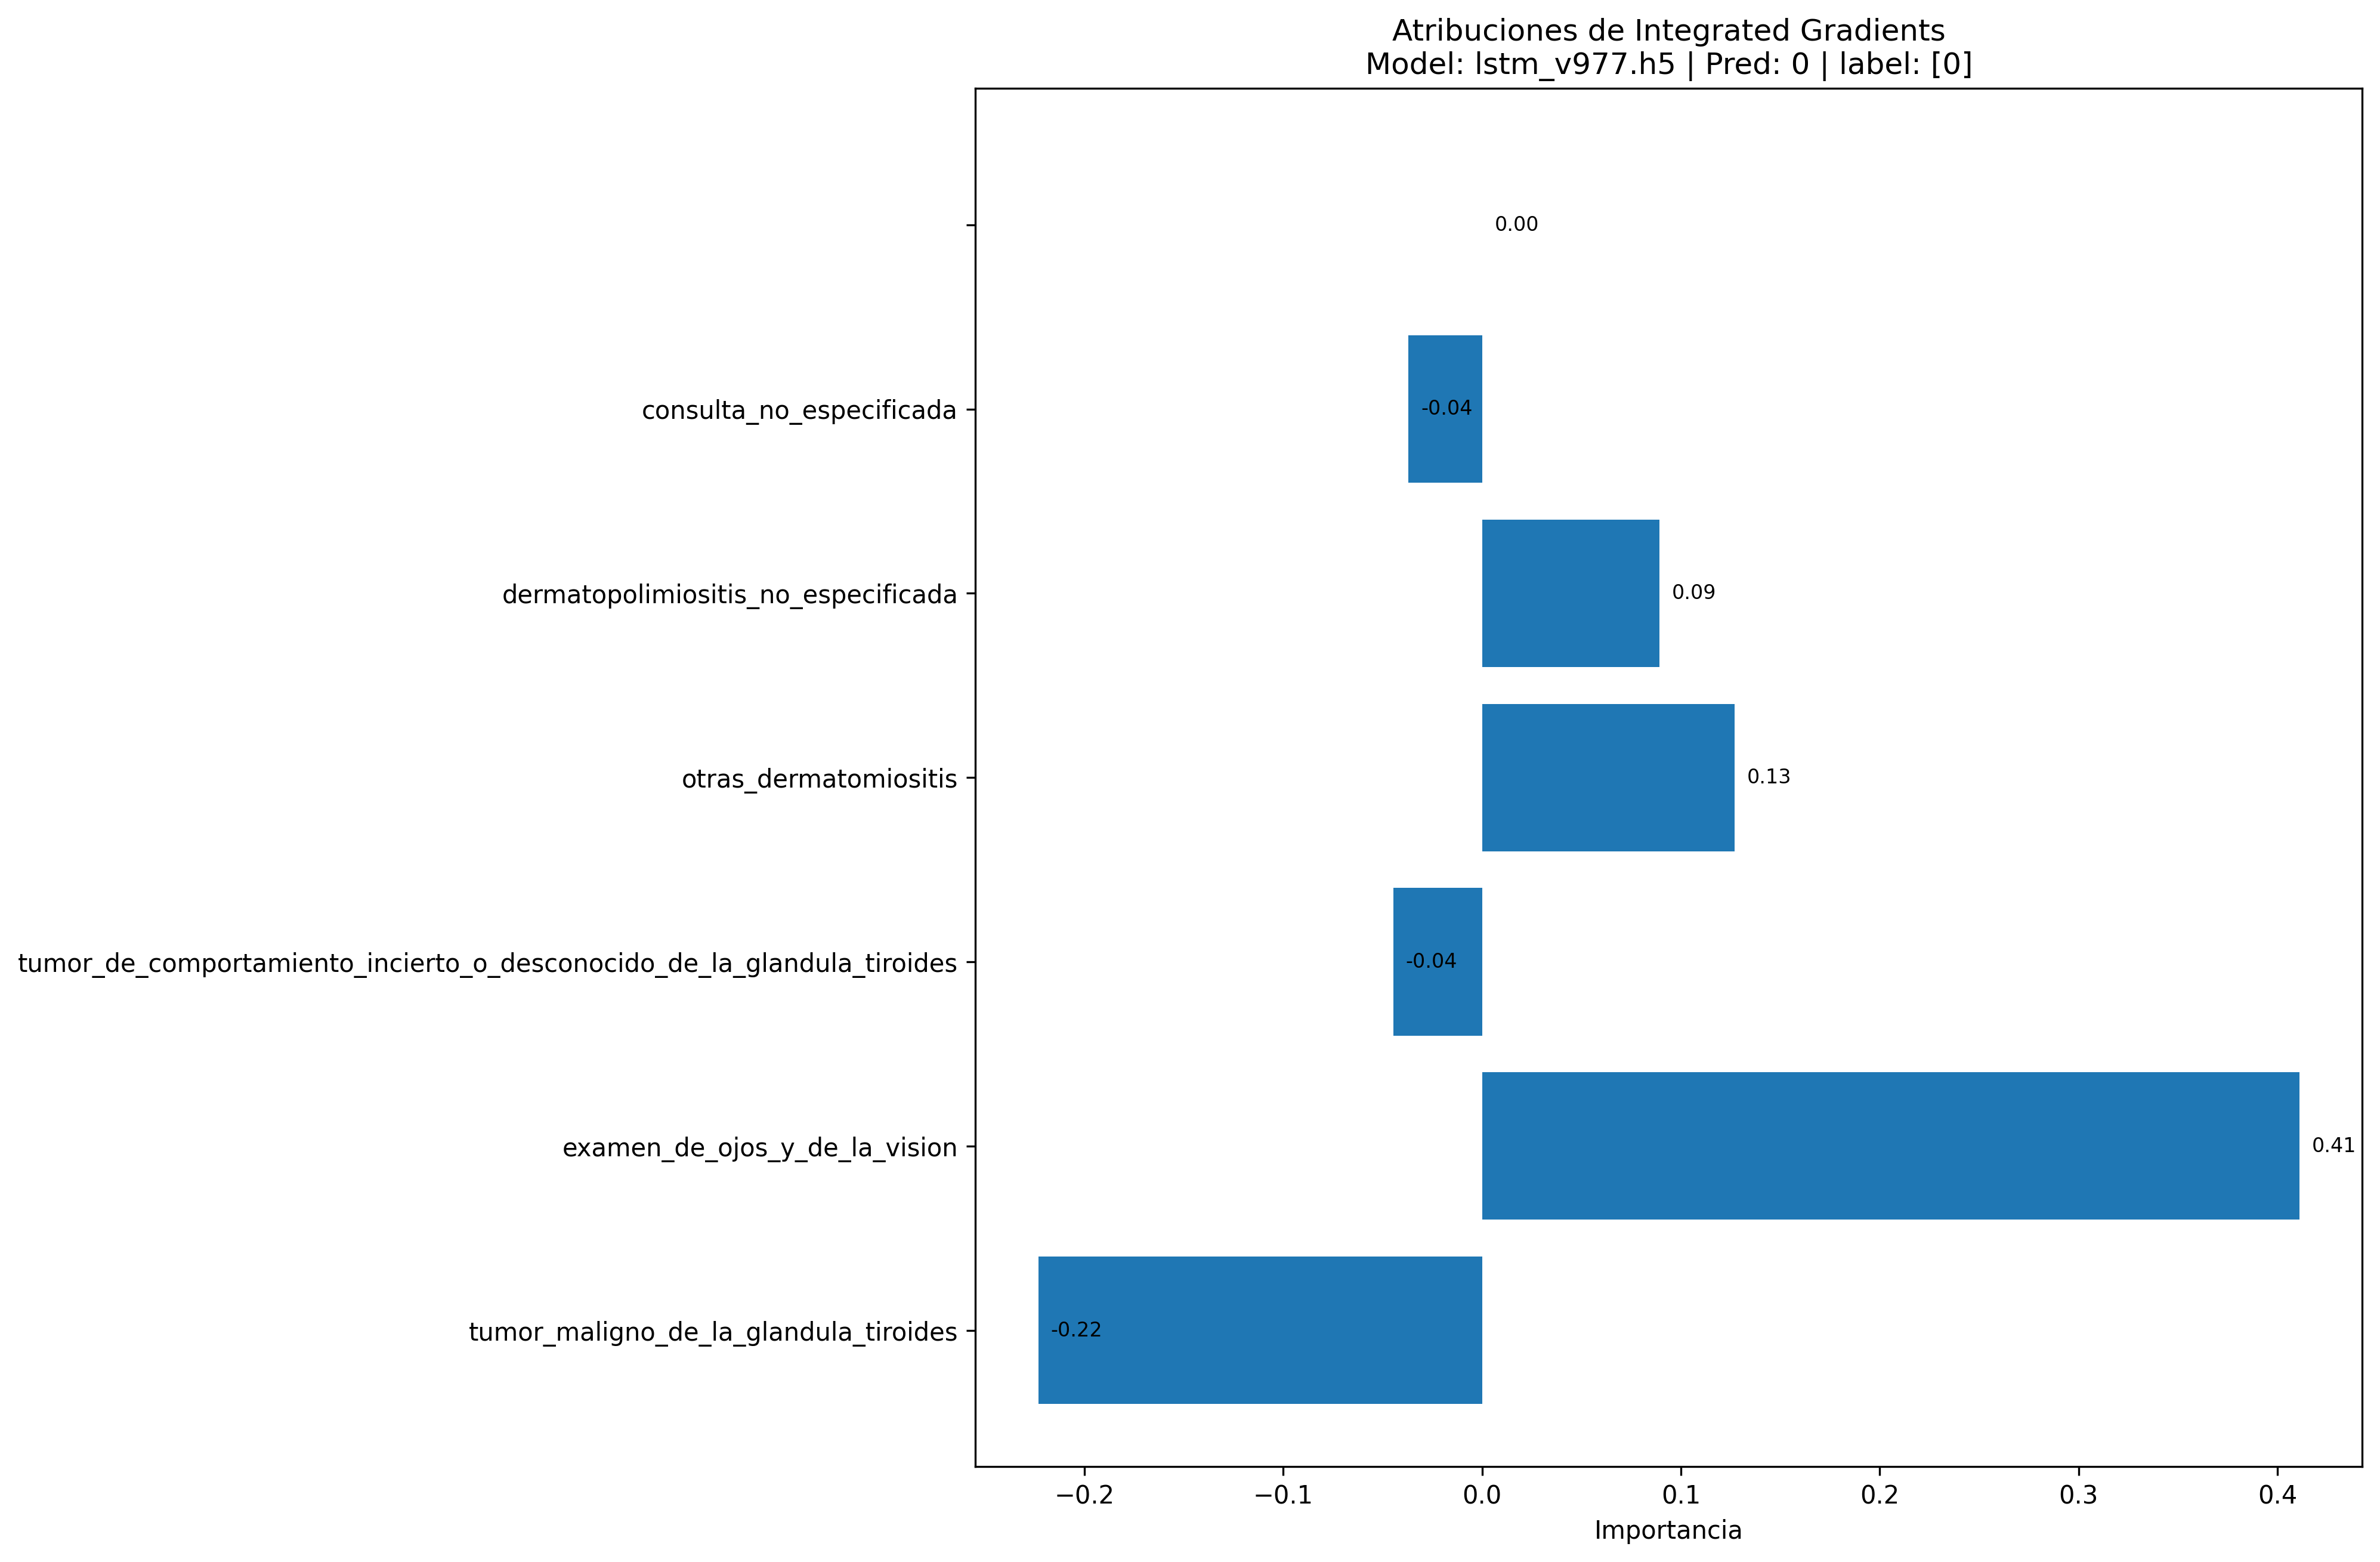 Atribuciones de Integrated Gradients
Model: lstm_v977.h5 | Pred: 0 | label: [0]
0.00
consulta_no_especificada
-0.04
dermatopolimiositis_no_especificada
0.09
otras_dermatomiositis
0.13
tumor_de_comportamiento_incierto_o_desconocido_de_la_glandula_tiroides
-0.04
examen_de_ojos_y_de_la_vision
0.41
tumor_maligno_de_la_glandula_tiroides
-0.22
−0.2 −0.1 0.0 0.1 0.2 0.3 0.4
Importancia